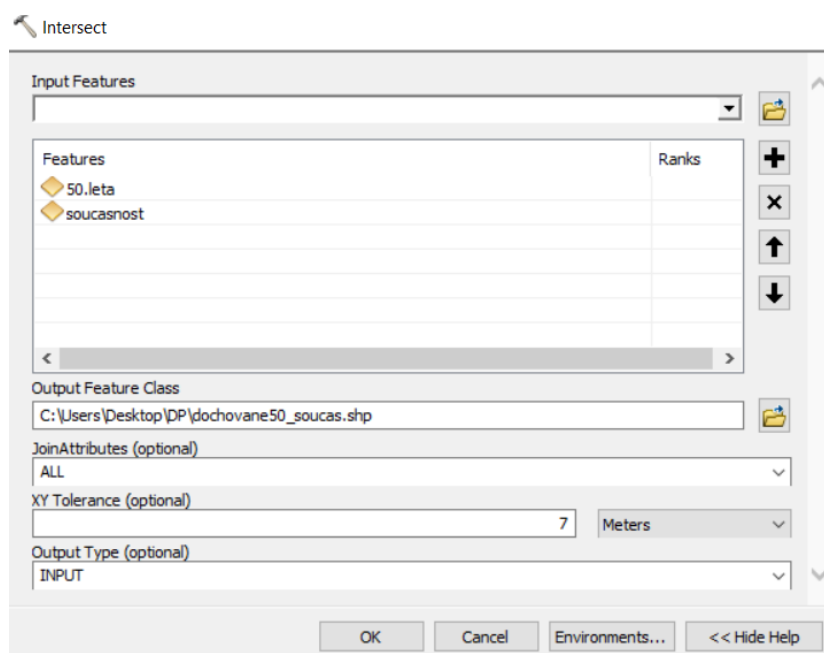 Intersect
Input Features
Features Ranks
50.leta
soucasnost
Output Feature Class
C:\Users\Desktop\DP\dochovane50_soucas.shp
JoinAttributes (optional)
ALL
XY Tolerance (optional)
7 Meters
Output Type (optional)
INPUT
OK Cancel Environments... << Hide Help